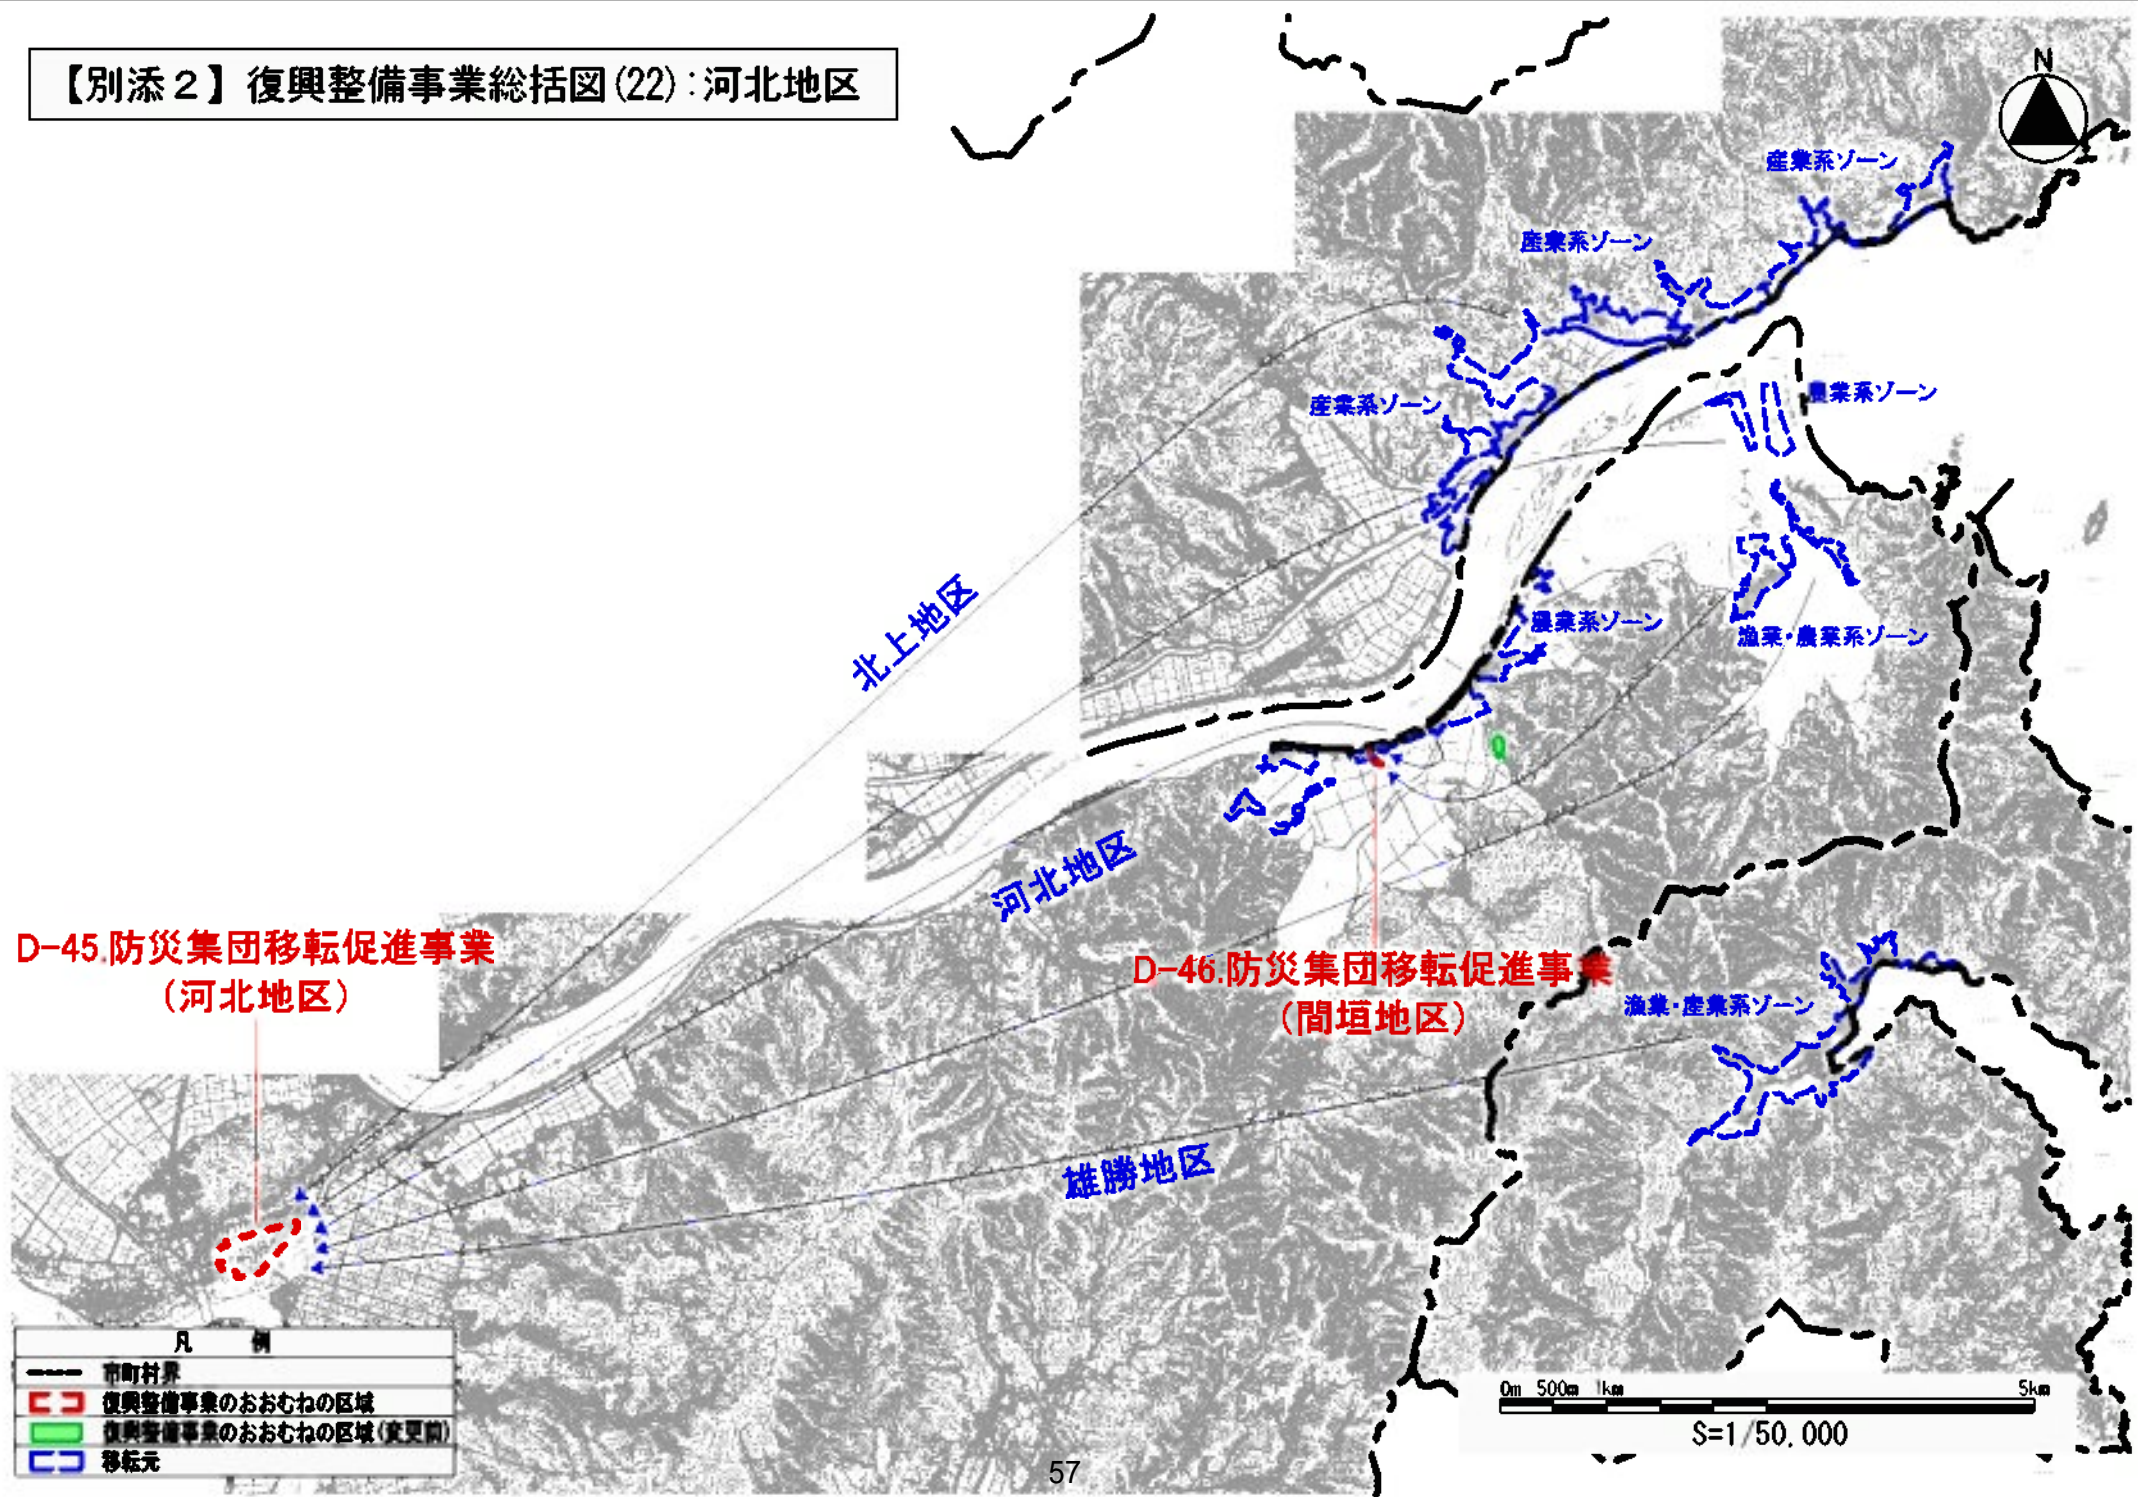 【別添２】復興整備事業総括図(22):河北地区
N
産業系ゾーン
産業系ゾーン
産業系ゾーン
農業系ゾーン
農業系ゾーン
漁業・農業系ゾーン
北上地区
河北地区
D-45.防災集団移転促進事業
(河北地区)
D-46.防災集団移転促進事業
(間垣地区)
漁業・産業系ゾーン
雄勝地区
凡 例
市町村界
復興整備事業のおおむねの区域
復興整備事業のおおむねの区域(変更前)
移転元
0m 500m 1km 5km
S=1/50,000
57